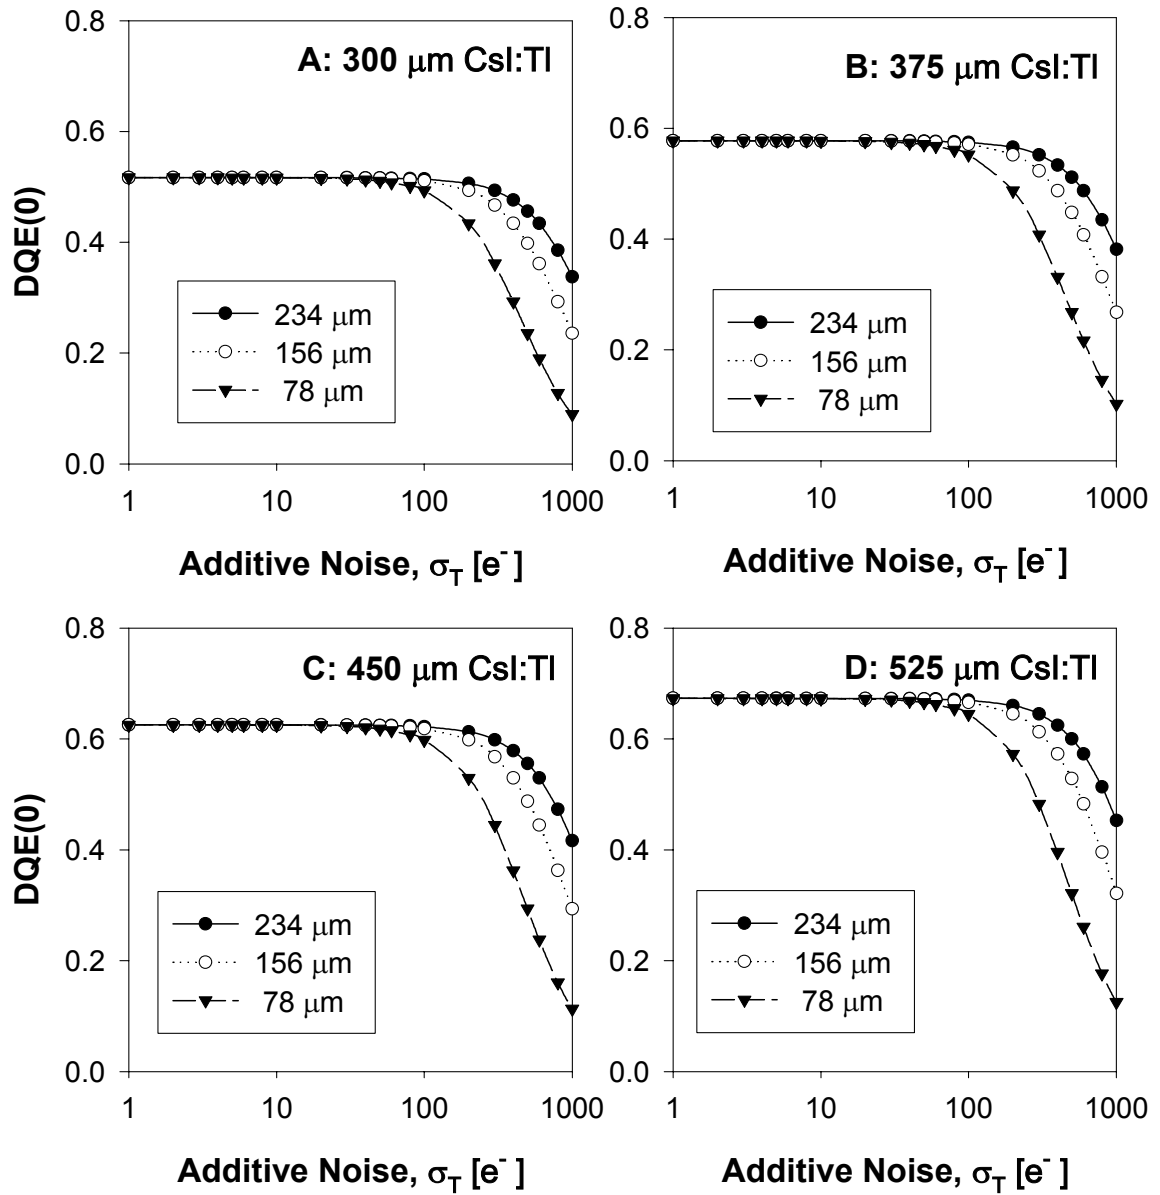 A: 300 μm CsI:Tl
0.8
0.6
0.4
0.2
0.0
DQE(0)
234 μm
156 μm
78 μm
1 10 100 1000
Additive Noise, σT [e-]
B: 375 μm CsI:Tl
0.8
0.6
0.4
0.2
0.0
234 μm
156 μm
78 μm
1 10 100 1000
Additive Noise, σT [e-]
C: 450 μm CsI:Tl
0.8
0.6
0.4
0.2
0.0
DQE(0)
234 μm
156 μm
78 μm
1 10 100 1000
Additive Noise, σT [e-]
D: 525 μm CsI:Tl
0.8
0.6
0.4
0.2
0.0
234 μm
156 μm
78 μm
1 10 100 1000
Additive Noise, σT [e-]